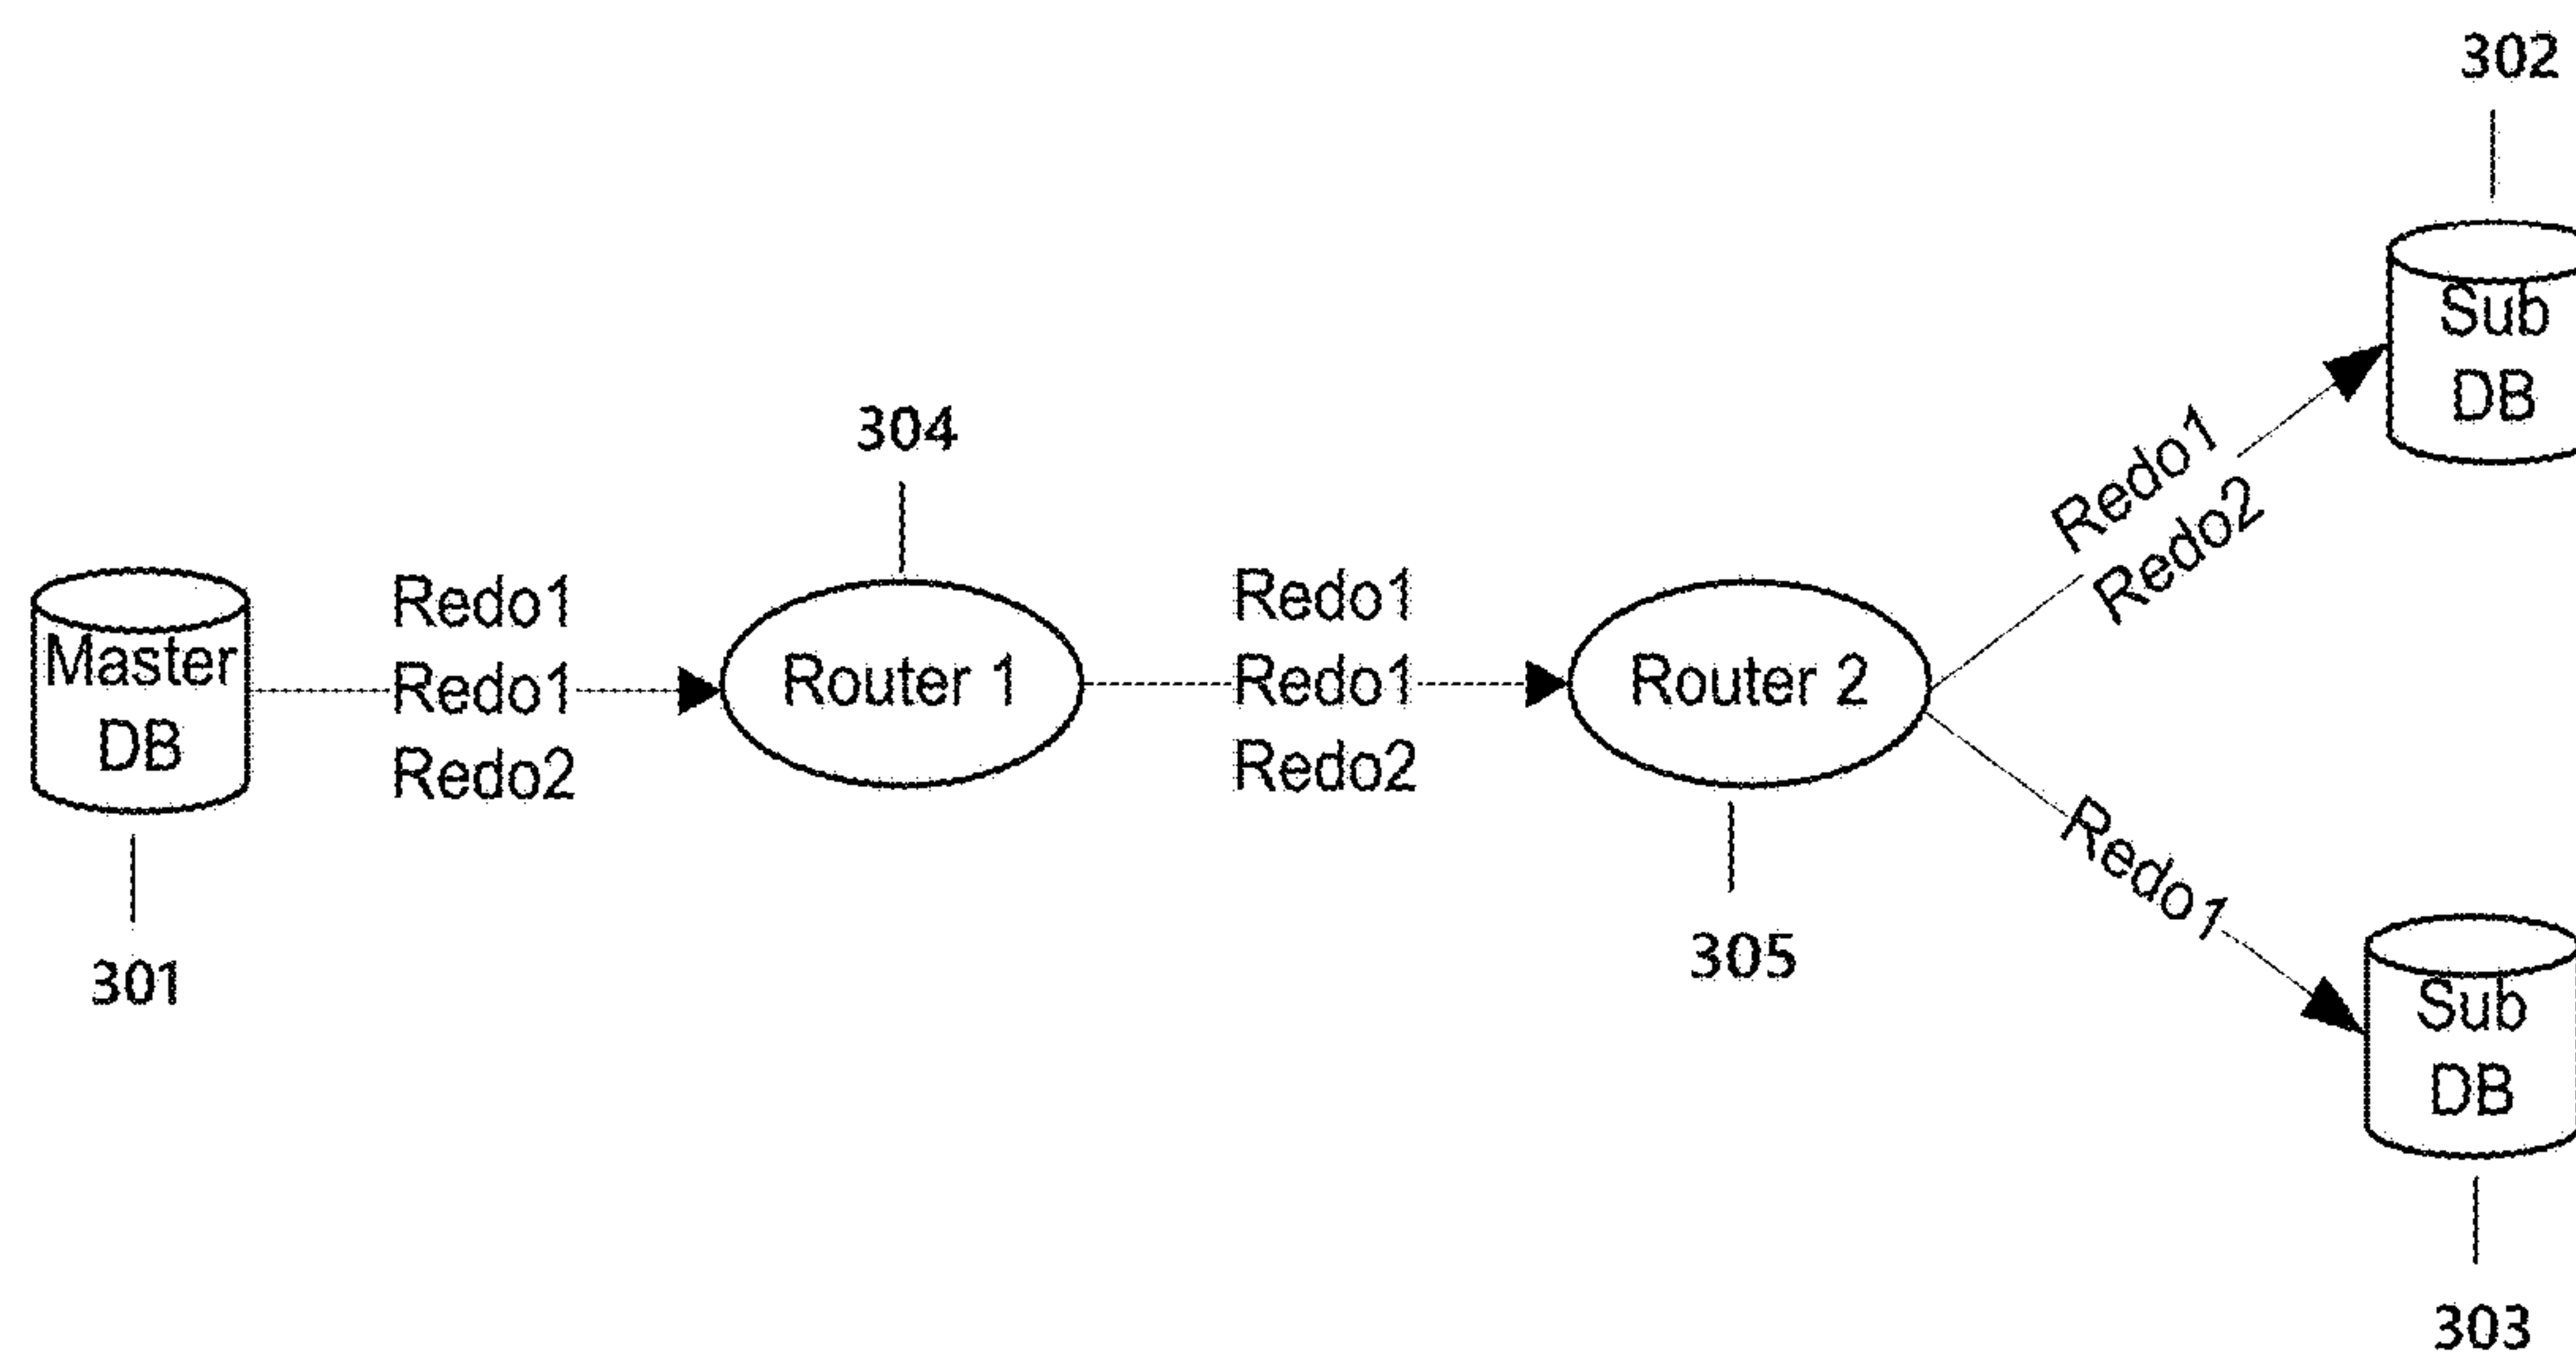 302
Sub
DB
304
Redo1
Redo2
Master
DB
Redo1
Redo1
Redo2
Router 1
Redo1
Redo1
Redo2
Router 2
Redo1
301
305
Sub
DB
303